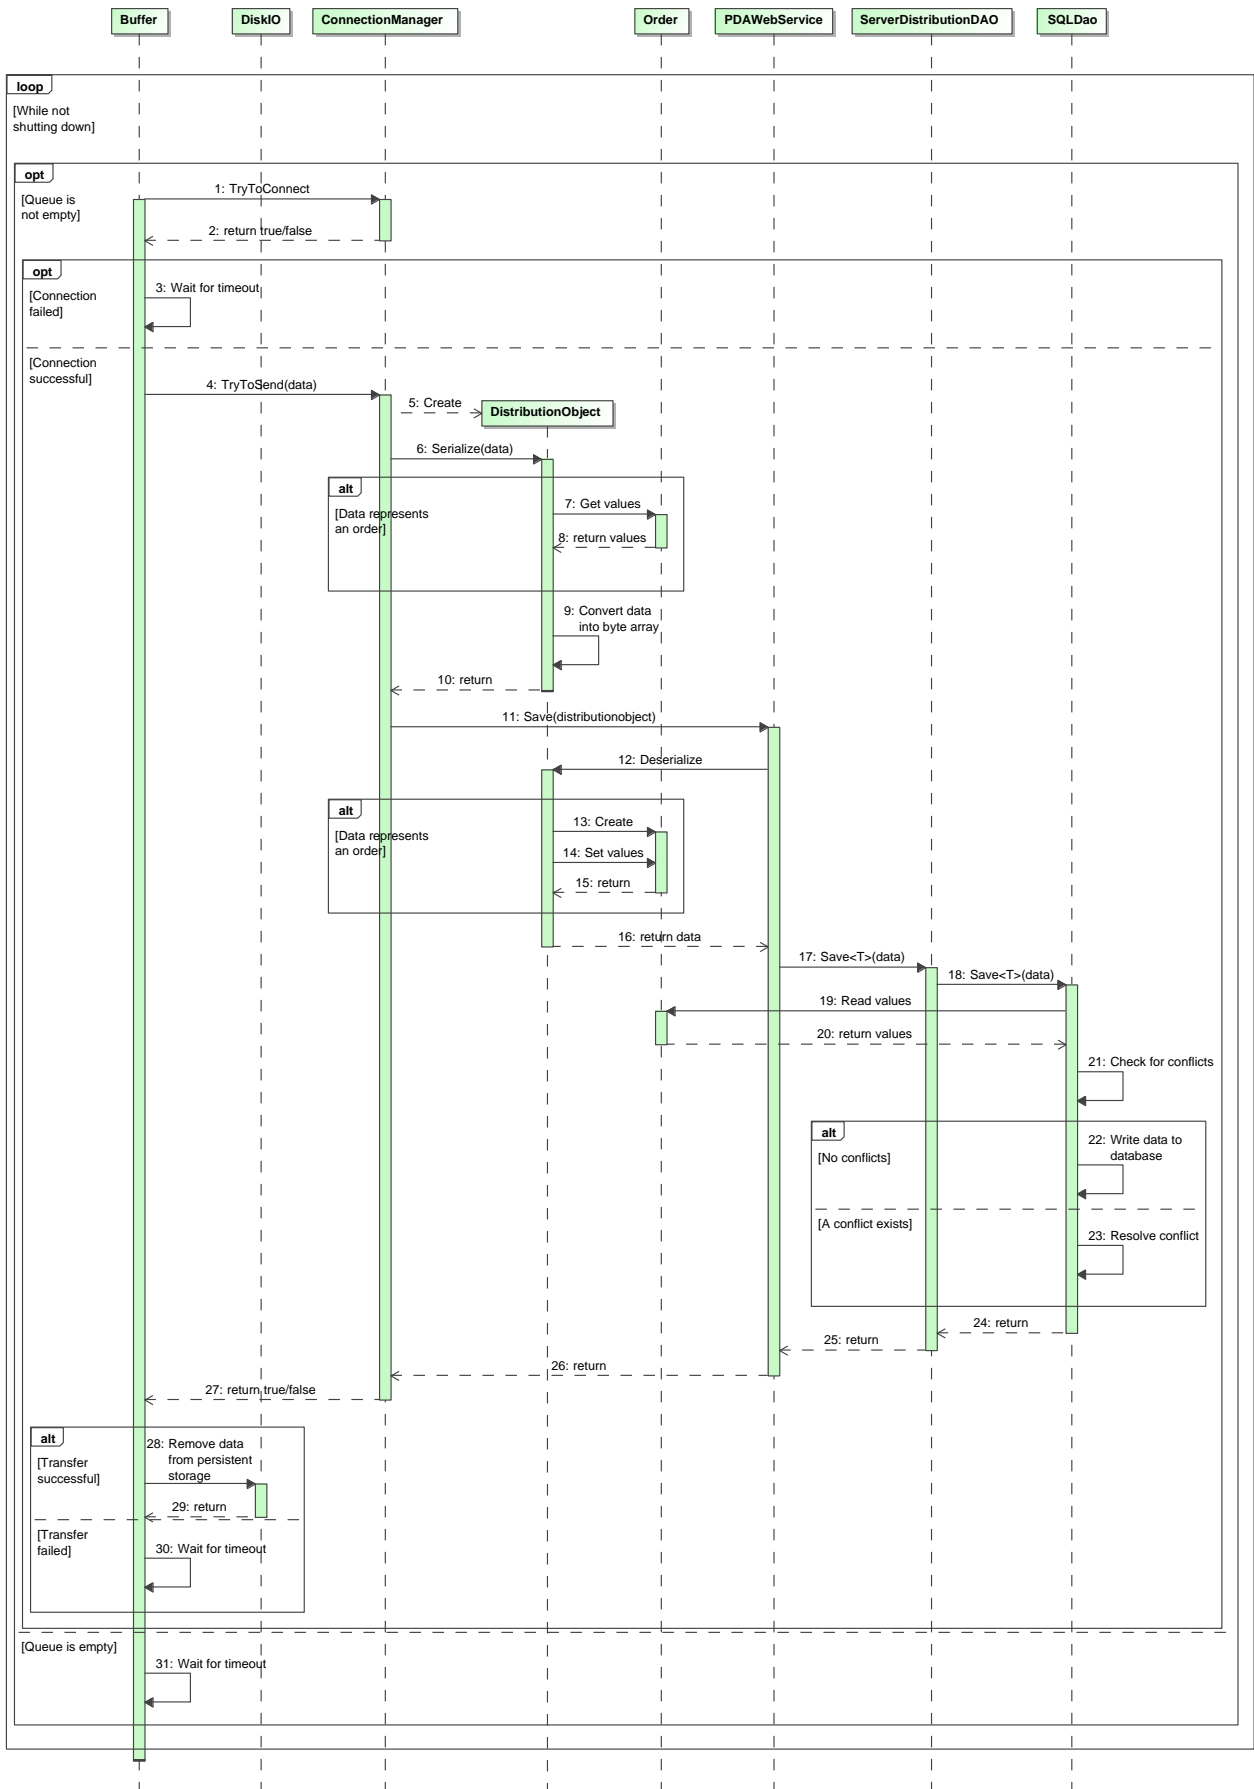 Buffer
DiskIO
ConnectionManager
Order
PDAWebService
ServerDistributionDAO
SQLDao
loop
[While not
shutting down]
opt
[Queue is
not empty]
1: TryToConnect
2: return true/false
opt
[Connection
failed]
3: Wait for timeout
[Connection
successful]
4: TryToSend(data)
5: Create
DistributionObject
6: Serialize(data)
alt
[Data represents
an order]
7: Get values
8: return values
9: Convert data
into byte array
10: return
11: Save(distributionobject)
12: Deserialize
alt
[Data represents
an order]
13: Create
14: Set values
15: return
16: return data
17: Save<T>(data)
18: Save<T>(data)
19: Read values
20: return values
21: Check for conflicts
alt
[No conflicts]
22: Write data to
database
[A conflict exists]
23: Resolve conflict
24: return
25: return
26: return
27: return true/false
alt
[Transfer
successful]
28: Remove data
from persistent
storage
29: return
[Transfer
failed]
30: Wait for timeout
[Queue is empty]
31: Wait for timeout